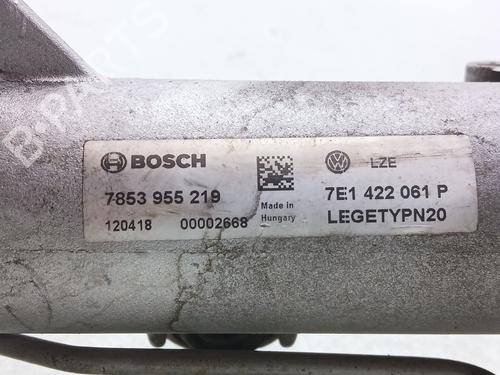 BOSCH
7853 955 219
120418 00002668
Made in
Hungary
LZE
7E1 422 061 P
LEGETYPN20
B-PARTS